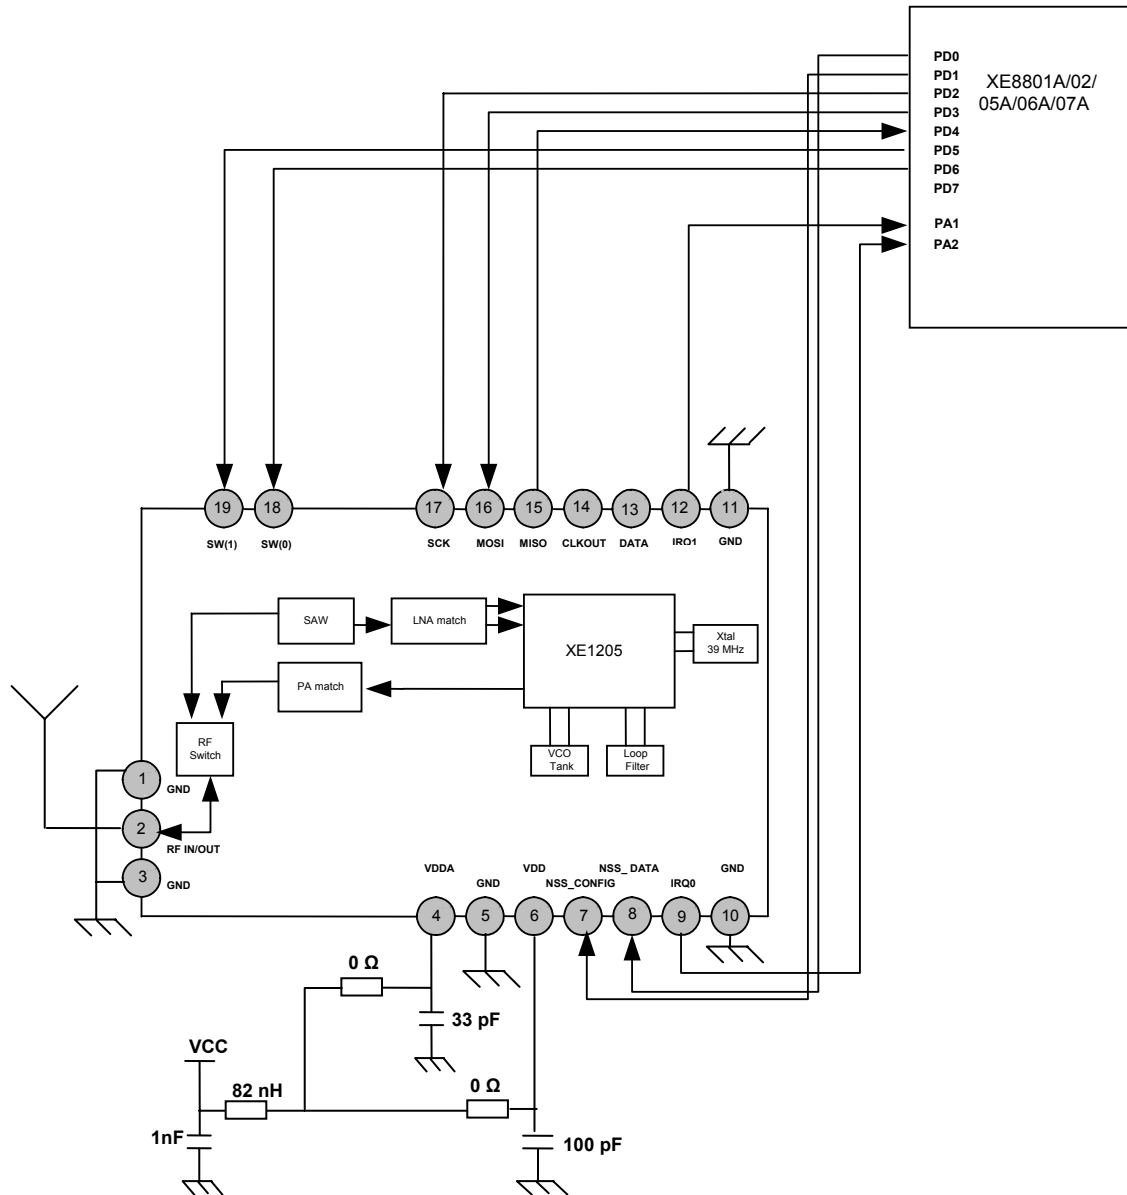 PD0
PD1
XE8801A/02/
PD2
05A/06A/07A
PD3
PD4
PD5
PD6
PD7
PA1
PA2
19
18
17
16
15
14
13
12
11
SW(1)
SW(0)
SCK
MOSI
MISO
CLKOUT
DATA
IRQ1
GND
SAW
LNA match
XE1205
Xtal
39 MHz
PA match
RF
Switch
VCO
Tank
Loop
Filter
1
GND
2
RF IN/OUT
3
GND
VDDA
GND
VDD
NSS_CONFIG
NSS_ DATA
IRQ0
GND
4
5
6
7
8
9
10
0 Ω
33 pF
VCC
82 nH
0 Ω
1nF
100 pF